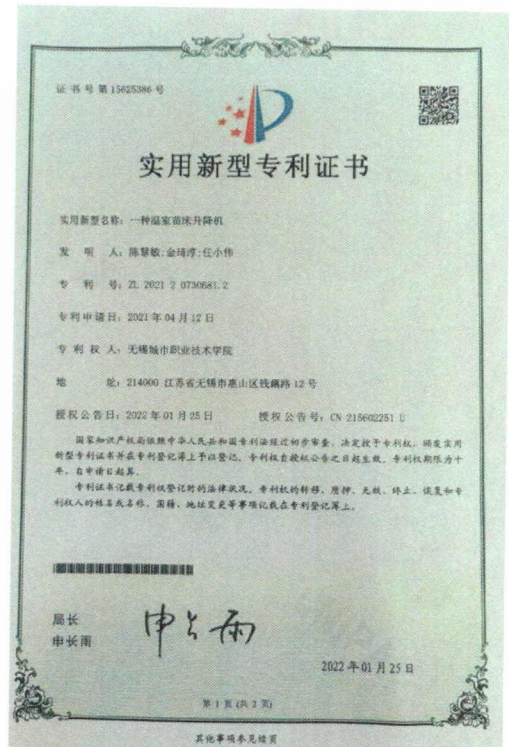 证书号第15625386号
实用新型专利证书
实用新型名称：一种温室苗床升降机
发明人：陈慧敏;金琦淳;任小伟
专利号：ZL 2021 2 0730681.2
专利申请日：2021年04月12日
专利权人：无锡城市职业技术学院
地址：214000 江苏省无锡市惠山区钱藕路12号
授权公告日：2022年01月25日 授权公告号：CN 215602251 U
国家知识产权局依照中华人民共和国专利法经过初步审查，决定授予专利权，颁发实用
新型专利证书并在专利登记簿上予以登记。专利权自授权公告之日起生效。专利权期限为十
年，自申请日起算。
专利证书记载专利权登记时的法律状况。专利权的转移、质押、无效、终止、恢复和专
利权人的姓名或名称、国籍、地址变更等事项记载在专利登记簿上。
局长
申长雨
申长雨
2022年01月25日
第1页(共2页)
其他事项参见续页